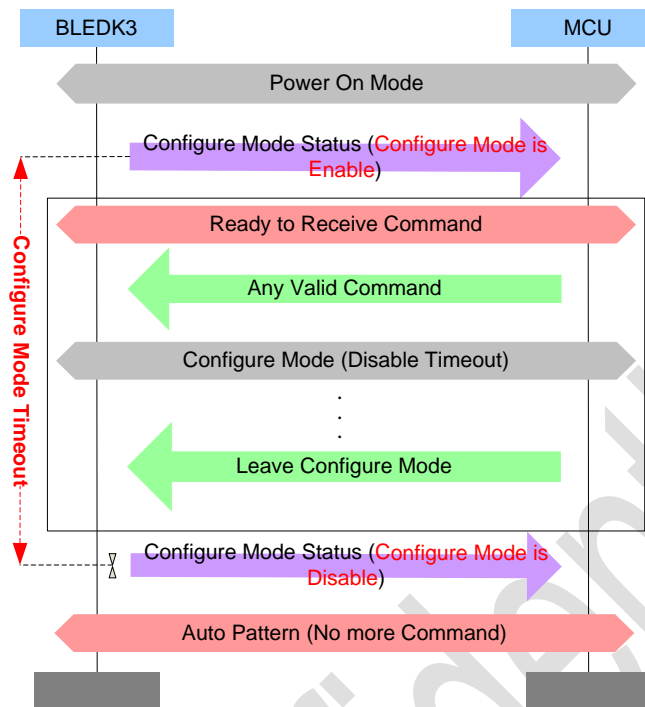 BLEDK3
MCU
Power On Mode
Configure Mode Status (Configure Mode is
Enable)
Ready to Receive Command
Any Valid Command
Configure Mode (Disable Timeout)
.
.
.
Leave Configure Mode
Configure Mode Timeout
Configure Mode Status (Configure Mode is
Disable)
Auto Pattern (No more Command)